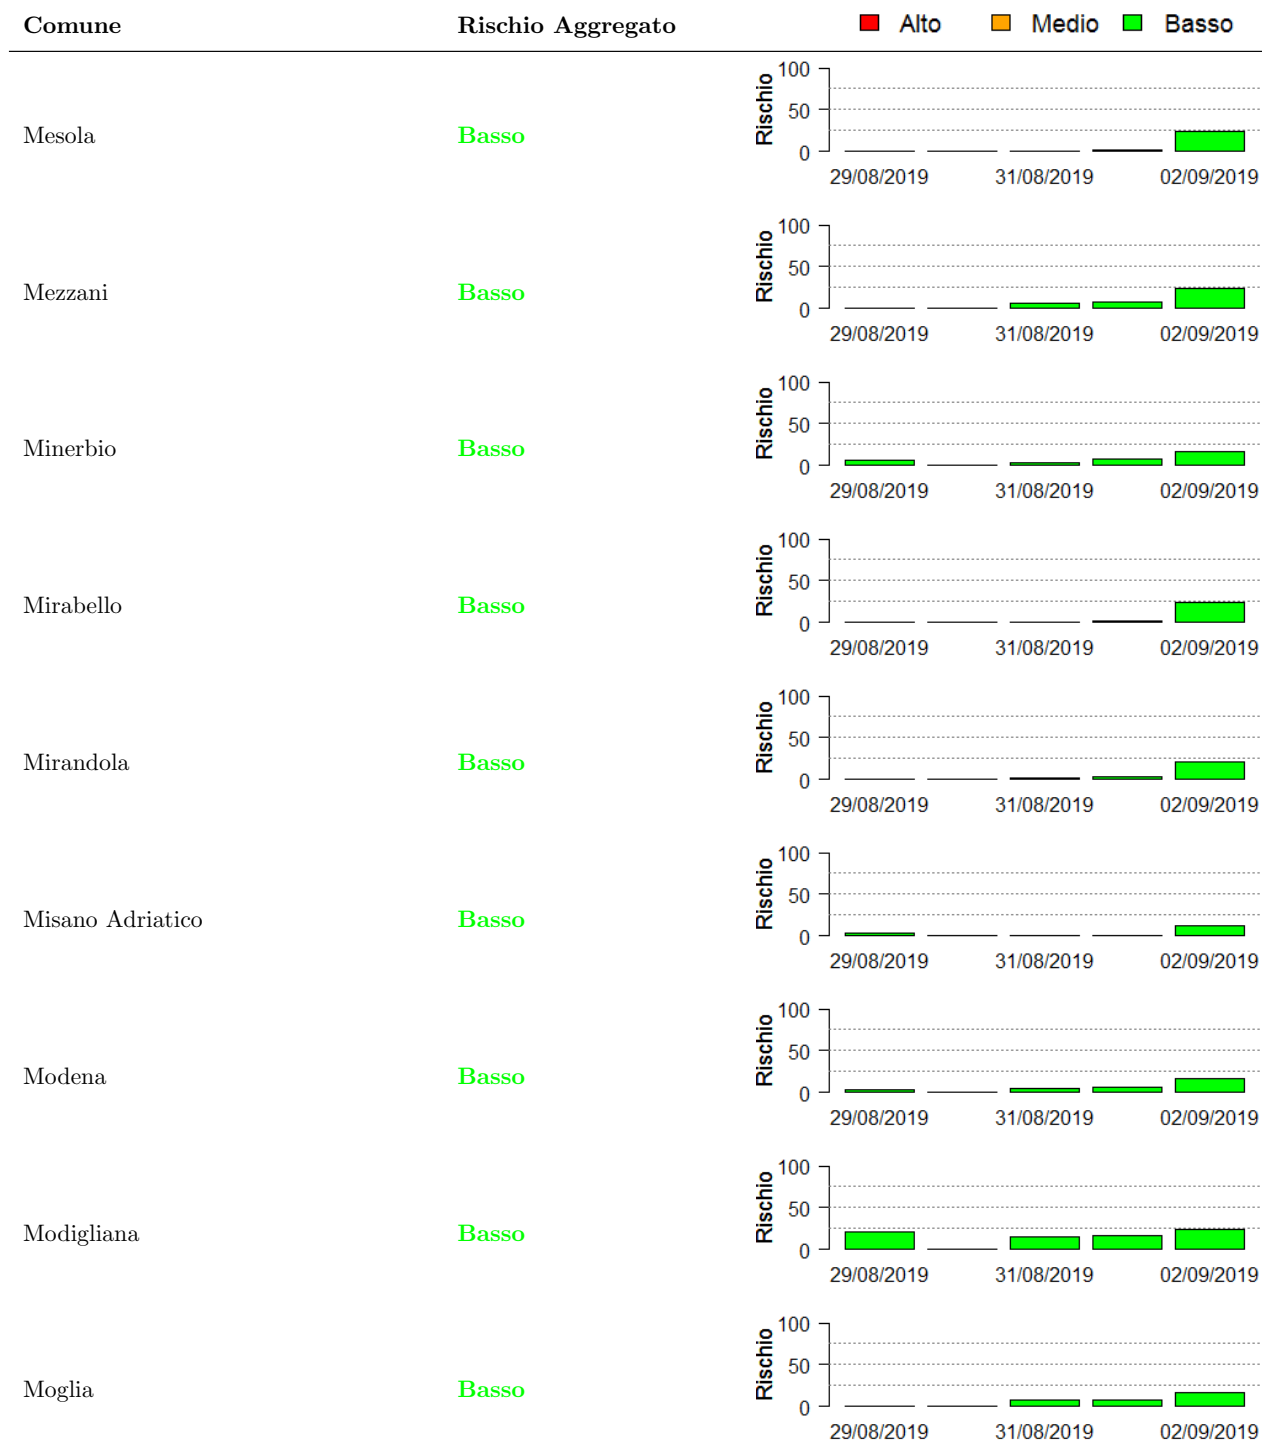 Comune Rischio Aggregato Alto Medio Basso
Mesola Basso Rischio 100 50 0
29/08/2019 31/08/2019 02/09/2019
Mezzani Basso Rischio 100 50 0
29/08/2019 31/08/2019 02/09/2019
Minerbio Basso Rischio 100 50 0
29/08/2019 31/08/2019 02/09/2019
Mirabello Basso Rischio 100 50 0
29/08/2019 31/08/2019 02/09/2019
Mirandola Basso Rischio 100 50 0
29/08/2019 31/08/2019 02/09/2019
Misano Adriatico Basso Rischio 100 50 0
29/08/2019 31/08/2019 02/09/2019
Modena Basso Rischio 100 50 0
29/08/2019 31/08/2019 02/09/2019
Modigliana Basso Rischio 100 50 0
29/08/2019 31/08/2019 02/09/2019
Moglia Basso Rischio 100 50 0
29/08/2019 31/08/2019 02/09/2019